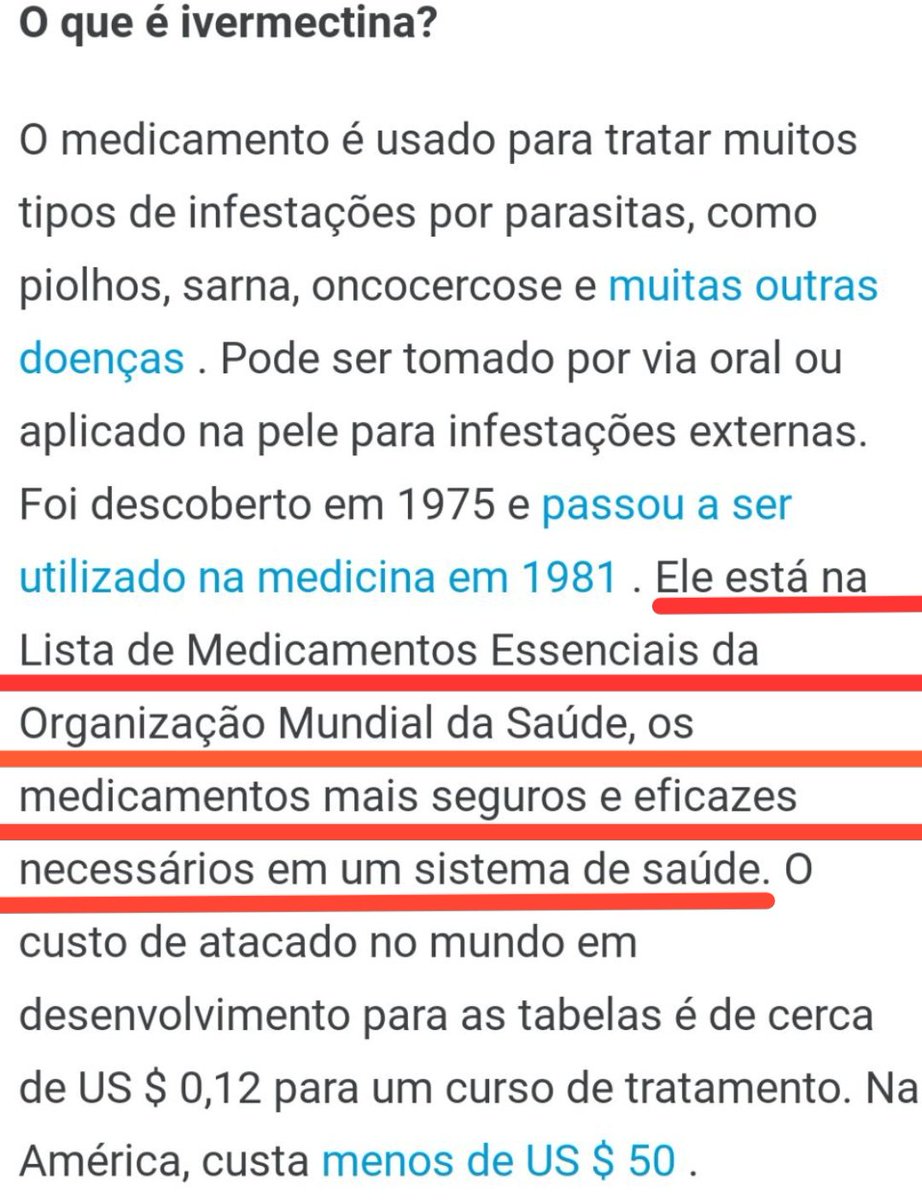 O que é ivermectina?
O medicamento é usado para tratar muitos
tipos de infestações por parasitas, como
piolhos, sarna, oncocercose e muitas outras
doenças . Pode ser tomado por via oral ou
aplicado na pele para infestações externas.
Foi descoberto em 1975 e passou a ser
utilizado na medicina em 1981 . Ele está na
Lista de Medicamentos Essenciais da
Organização Mundial da Saúde, os
medicamentos mais seguros e eficazes
necessários em um sistema de saúde. O
custo de atacado no mundo em
desenvolvimento para as tabelas é de cerca
de US $ 0,12 para um curso de tratamento. Na
América, custa menos de US $ 50 .